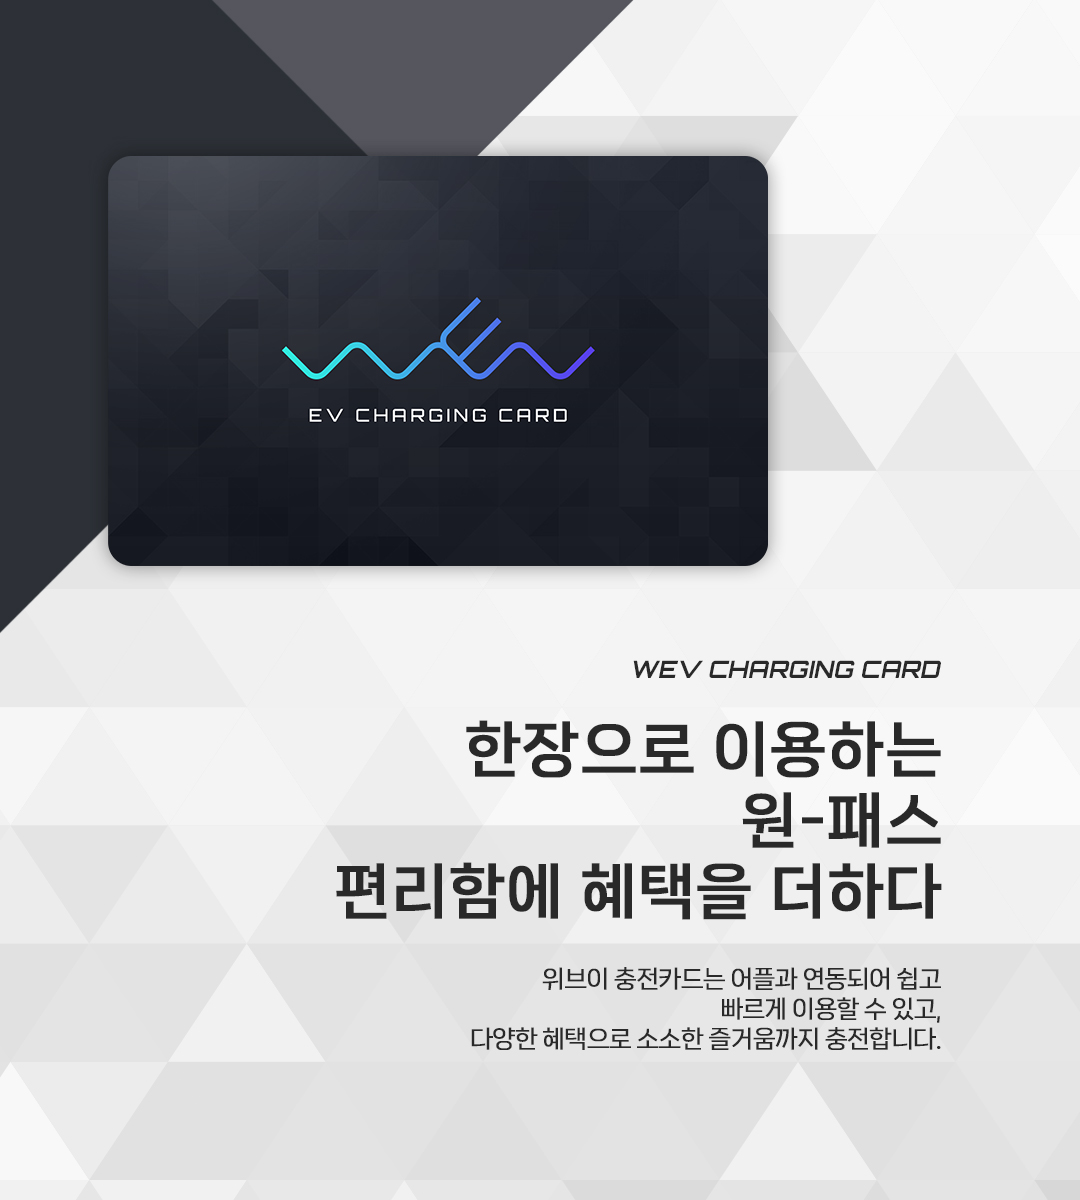 WEV
EV CHARGING CARD
WEV CHARGING CARD
한장으로 이용하는
원-패스
편리함에 혜택을 더하다
위브이 충전카드는 어플과 연동되어 쉽고
빠르게 이용할 수 있고,
다양한 혜택으로 소소한 즐거움까지 충전합니다.